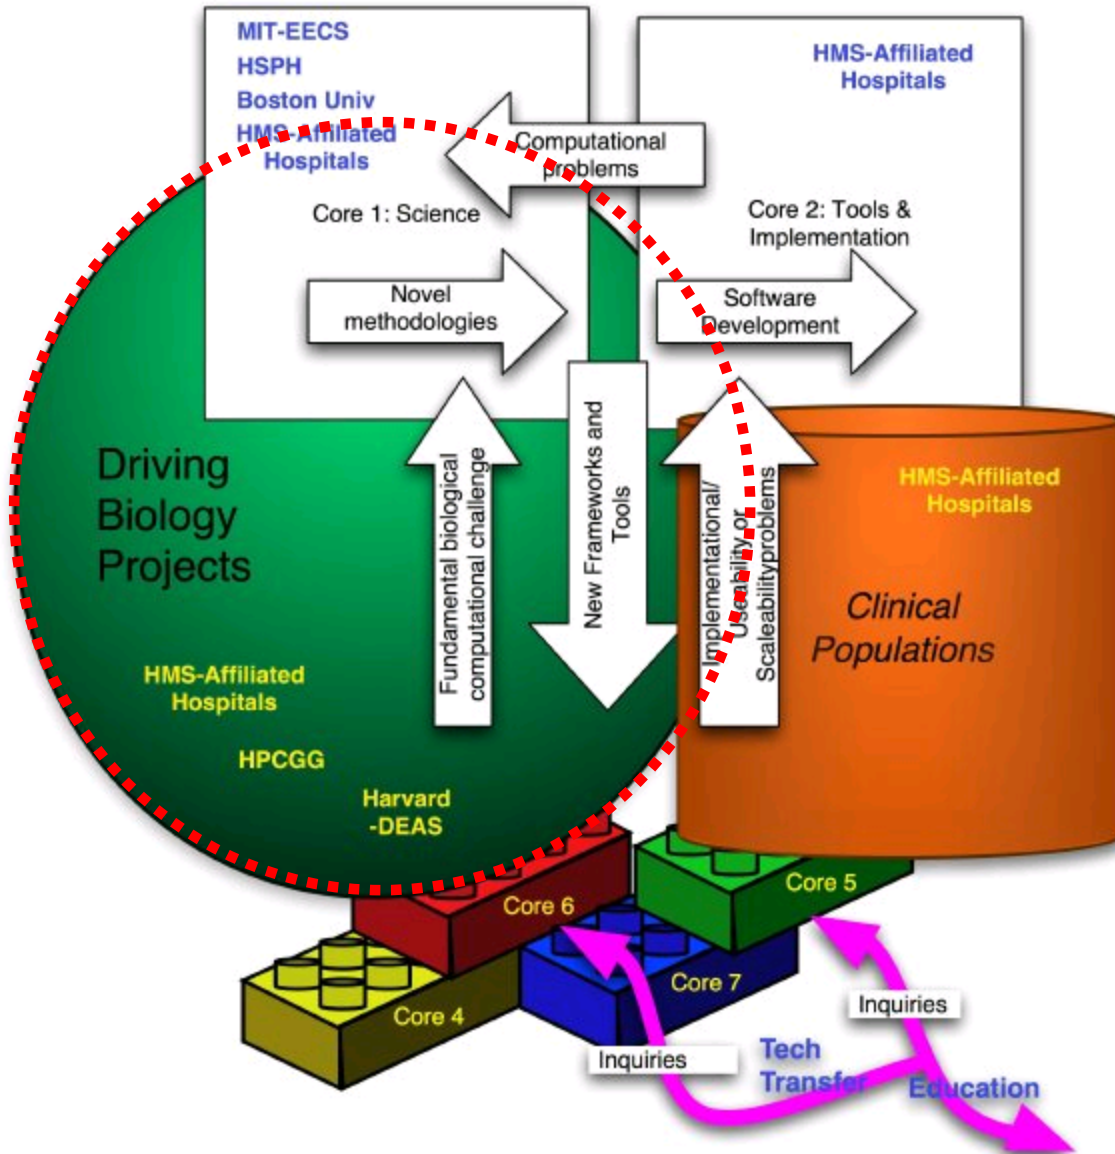 MIT-EECS
HSPH
Boston Univ
HMS-Affiliated
Hospitals
HMS-Affiliated
Hospitals
Computational
problems
Core 1: Science
Core 2: Tools &
Implementation
Novel
methodologies
Software
Development
Driving
Biology
Projects
Fundamental biological
computational challenge
New Frameworks and
Tools
Implementational/
Useability or
Scaleabilityproblems
HMS-Affiliated
Hospitals
Clinical
Populations
HMS-Affiliated
Hospitals
HPCGG
Harvard
-DEAS
Core 6
Core 5
Core 4
Core 7
Inquiries
Inquiries
Tech
Transfer
Education